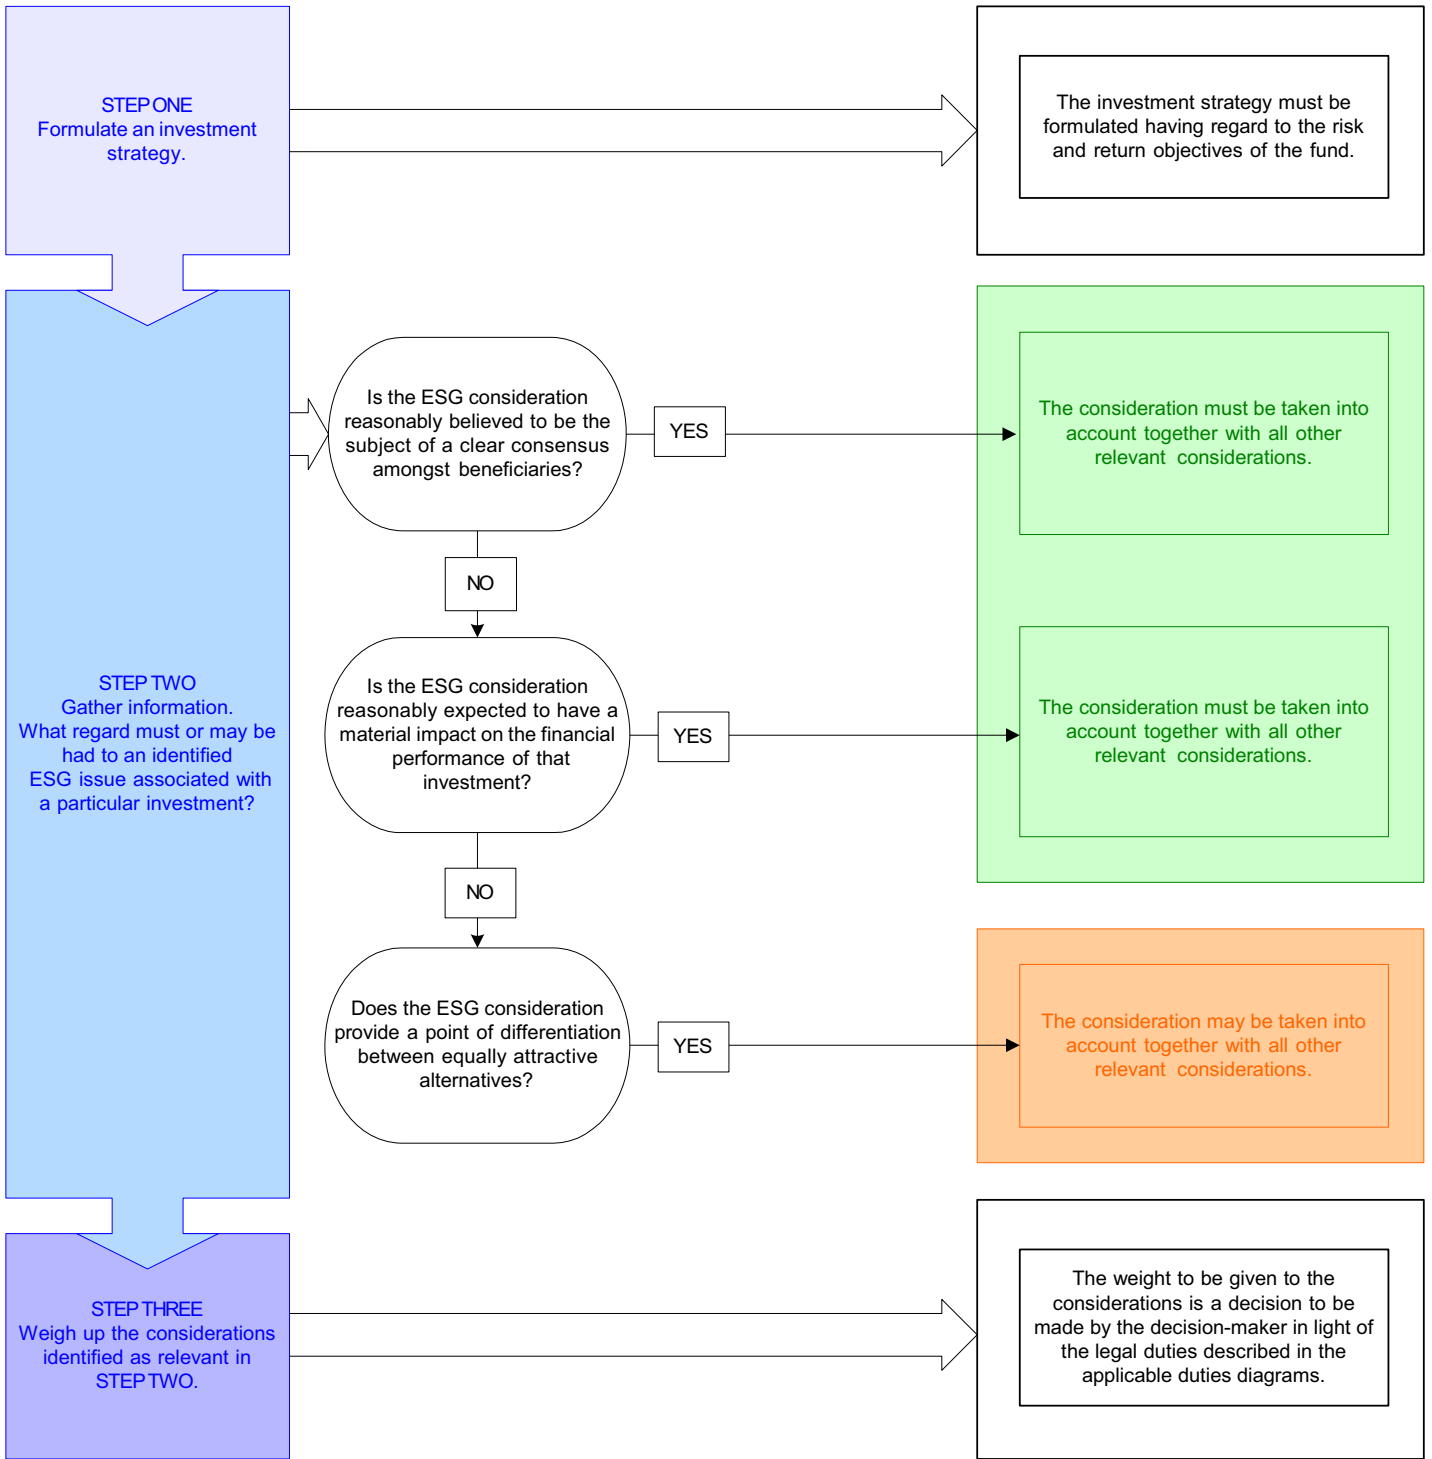 STEP ONE
Formulate an investment
strategy.
The investment strategy must be
formulated having regard to the risk
and return objectives of the fund.
STEP TWO
Gather information.
What regard must or may be
had to an identified
ESG issue associated with
a particular investment?
Is the ESG consideration
reasonably believed to be the
subject of a clear consensus
amongst beneficiaries?
YES
The consideration must be taken into
account together with all other
relevant considerations.
NO
Is the ESG consideration
reasonably expected to have a
material impact on the financial
performance of that
investment?
YES
The consideration must be taken into
account together with all other
relevant considerations.
NO
Does the ESG consideration
provide a point of differentiation
between equally attractive
alternatives?
YES
The consideration may be taken into
account together with all other
relevant considerations.
STEP THREE
Weigh up the considerations
identified as relevant in
STEP TWO.
The weight to be given to the
considerations is a decision to be
made by the decision-maker in light of
the legal duties described in the
applicable duties diagrams.